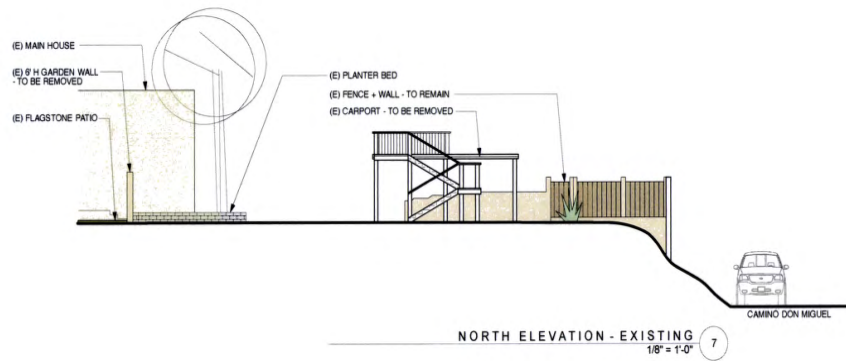 (E) MAIN HOUSE
(E) 6' H GARDEN WALL
- TO BE REMOVED
(E) FLAGSTONE PATIO
(E) PLANTER BED
(E) FENCE + WALL - TO REMAIN
(E) CARPORT - TO BE REMOVED
CAMINO DON MIGUEL
NORTH ELEVATION - EXISTING
1/8" = 1'-0"
7